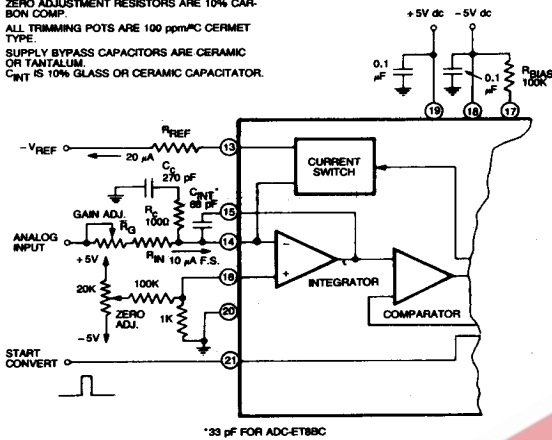 ZERO ADJUSTMENT RESISTORS ARE 10% CAR-
BON COMP.
ALL TRIMMING POTS ARE 100 ppm/°C CERMET
TYPE.
SUPPLY BYPASS CAPACITORS ARE CERAMIC
OR TANTALUM.
CINT IS 10% GLASS OR CERAMIC CAPACITATOR.
+5V dc
-5V dc
0.1
µF
0.1
µF
RBIAS
100K
19
18
17
-VREF
RREF
20 µA
13
CURRENT
SWITCH
CC
270 pF
CINT*
68 pF
15
GAIN ADJ.
RG
RC
100Ω
ANALOG
INPUT
RIN
10 µA F.S.
14
+5V
20K
100K
16
INTEGRATOR
COMPARATOR
ZERO
ADJ.
1K
20
-5V
START
CONVERT
21
*33 pF FOR ADC-ET8BC